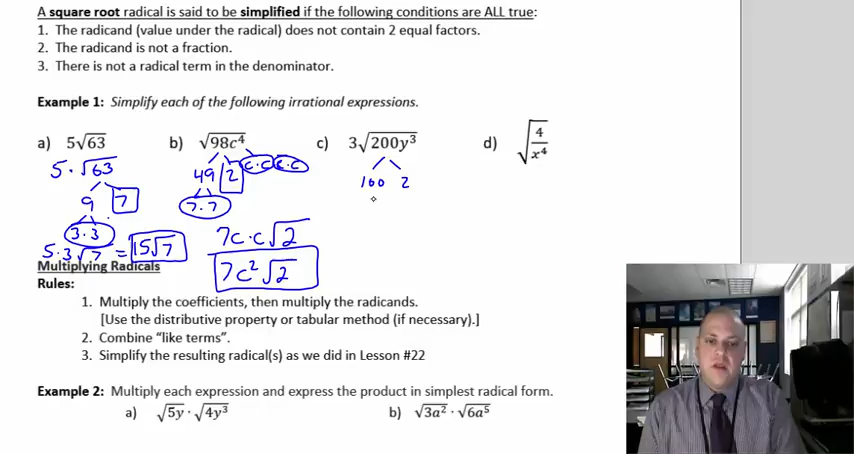 A square root radical is said to be simplified if the following conditions are ALL true:
1. The radicand (value under the radical) does not contain 2 equal factors.
2. The radicand is not a fraction.
3. There is not a radical term in the denominator.
Example 1: Simplify each of the following irrational expressions.
a) 5√63 b) √98c⁴ c) 3√200y³ d) √(4/x⁴)
5·√63 49 2 c·c c·c 100 2
9 7 7·7
3·3 7c·c√2
5·3√7 = 15√7 7c²√2
Multiplying Radicals
Rules:
1. Multiply the coefficients, then multiply the radicands.
[Use the distributive property or tabular method (if necessary).]
2. Combine “like terms”.
3. Simplify the resulting radical(s) as we did in Lesson #22
Example 2: Multiply each expression and express the product in simplest radical form.
a) √5y · √4y³ b) √3a² · √6a⁵